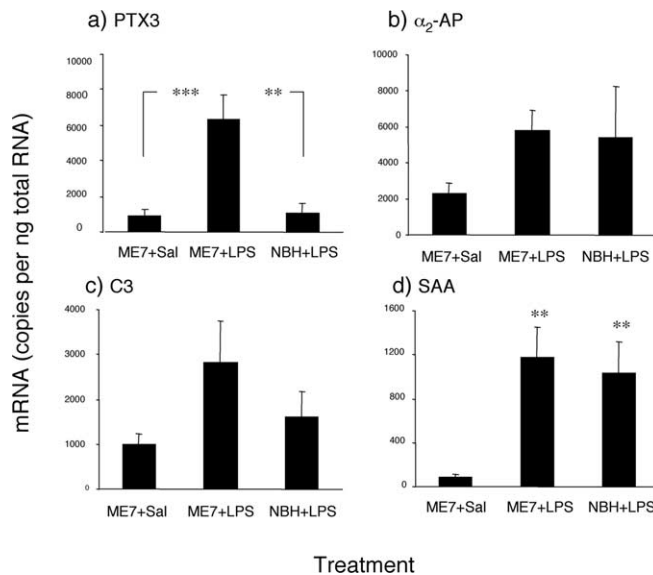 a) PTX3
10000
8000
6000
4000
2000
0
*** **
ME7+Sal ME7+LPS NBH+LPS
b) α₂-AP
10000
8000
6000
4000
2000
0
ME7+Sal ME7+LPS NBH+LPS
c) C3
4000
3000
2000
1000
0
ME7+Sal ME7+LPS NBH+LPS
d) SAA
1600
1200
800
400
0
** **
ME7+Sal ME7+LPS NBH+LPS
mRNA (copies per ng total RNA)
Treatment